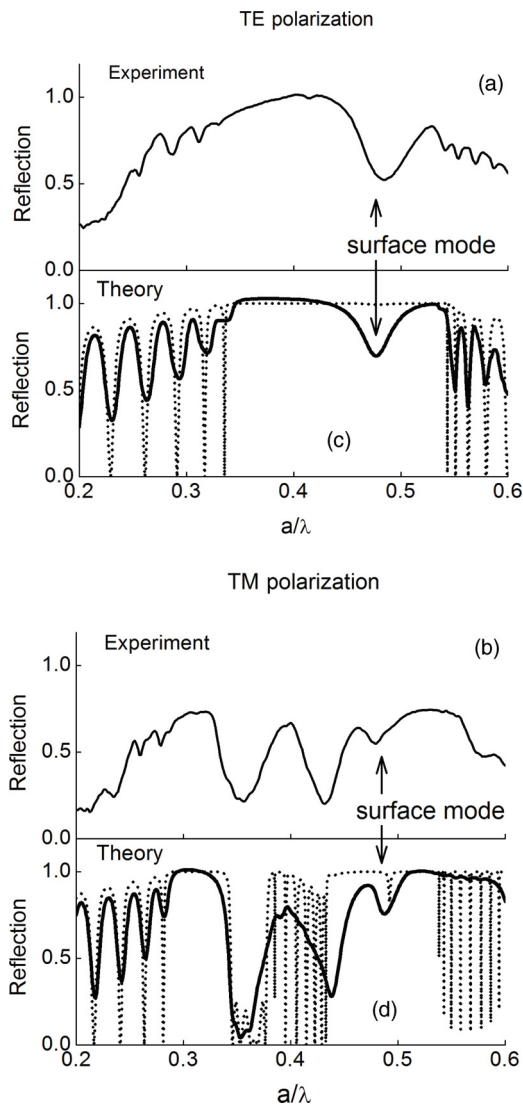 TE polarization
Experiment
(a)
Reflection
1.0
0.5
0.0
surface mode
Theory
Reflection
1.0
0.5
0.0
(c)
0.2 0.3 0.4 0.5 0.6
a/λ
TM polarization
Experiment
(b)
Reflection
1.0
0.5
0.0
surface mode
Theory
Reflection
1.0
0.5
0.0
(d)
0.2 0.3 0.4 0.5 0.6
a/λ